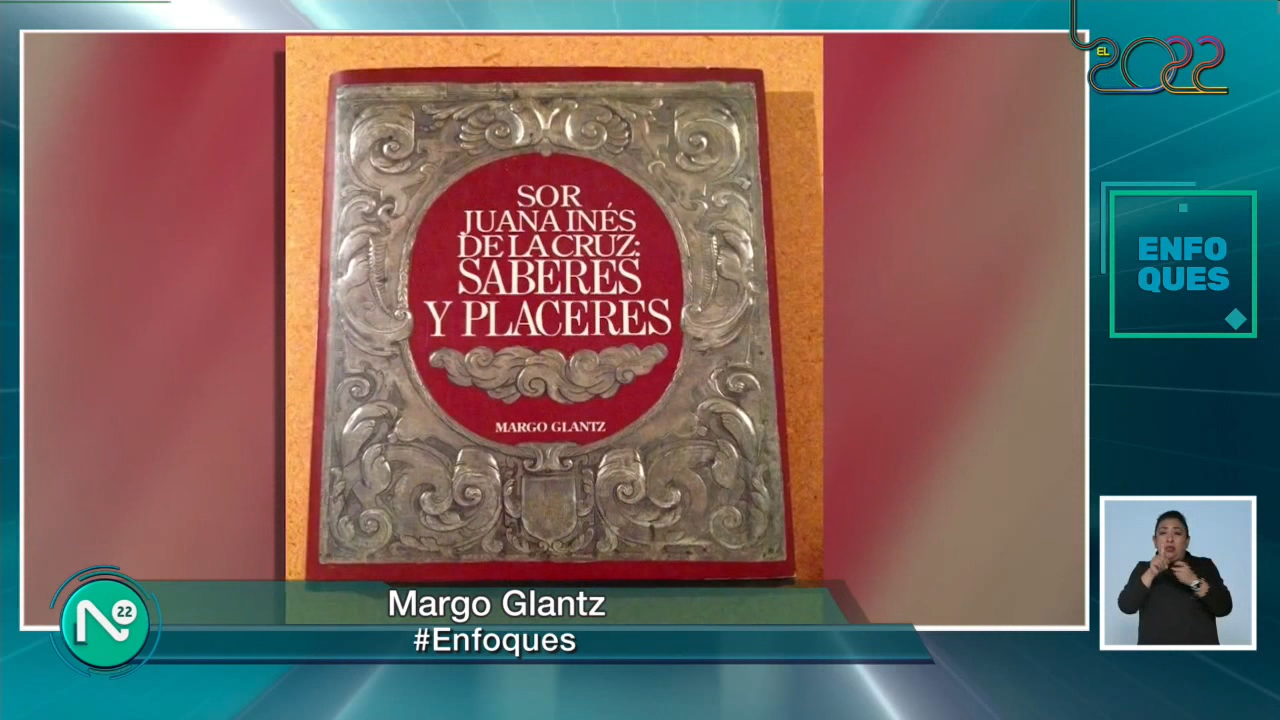 EL
2022
SOR
JUANA INÉS
DE LA CRUZ:
SABERES
Y PLACERES
MARGO GLANTZ
ENFO
QUES
Margo Glantz
#Enfoques
N 22